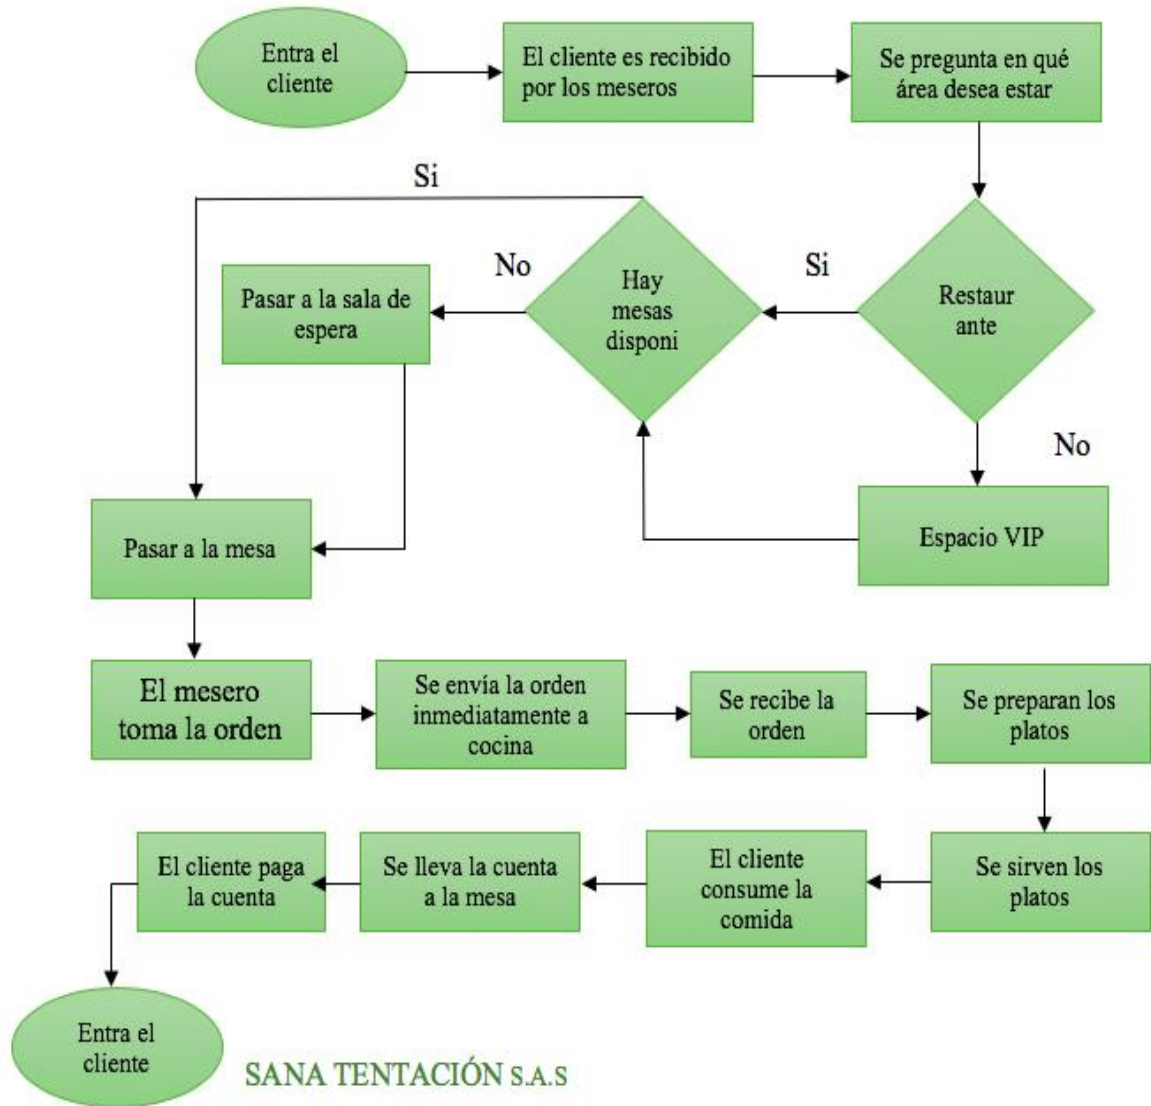 Entra el
cliente
El cliente es recibido
por los meseros
Se pregunta en qué
área desea estar
Si
No
Si
Pasar a la sala de
espera
Hay
mesas
disponi
Restaur
ante
No
Pasar a la mesa
Espacio VIP
El mesero
toma la orden
Se envía la orden
inmediatamente a
cocina
Se recibe la
orden
Se preparan los
platos
El cliente paga
la cuenta
Se lleva la cuenta
a la mesa
El cliente
consume la
comida
Se sirven los
platos
Entra el
cliente
SANA TENTACIÓN S.A.S